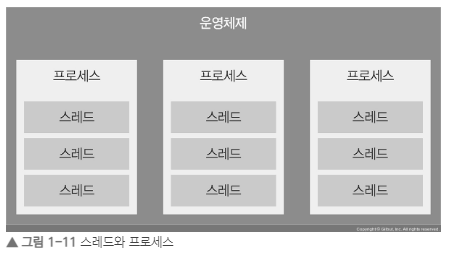 운영체제
프로세스 프로세스 프로세스
스레드 스레드 스레드
스레드 스레드 스레드
스레드 스레드 스레드
Copyright© Gilbut, Inc. All rights reserved
▲ 그림 1-11 스레드와 프로세스